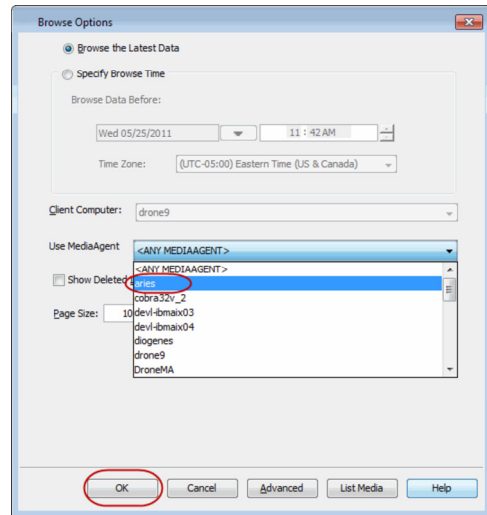 Browse Options
Browse the Latest Data
Specify Browse Time
Browse Data Before:
Wed 05/25/2011 11 : 42 AM
Time Zone: (UTC-05:00) Eastern Time (US & Canada)
Client Computer: drone9
Use MediaAgent <ANY MEDIAAGENT>
<ANY MEDIAAGENT>
Show Deleted aries
cobra32v_2
Page Size: 10 devl-ibmaix03
devl-ibmaix04
diogenes
drone9
DroneMA
OK Cancel Advanced List Media Help